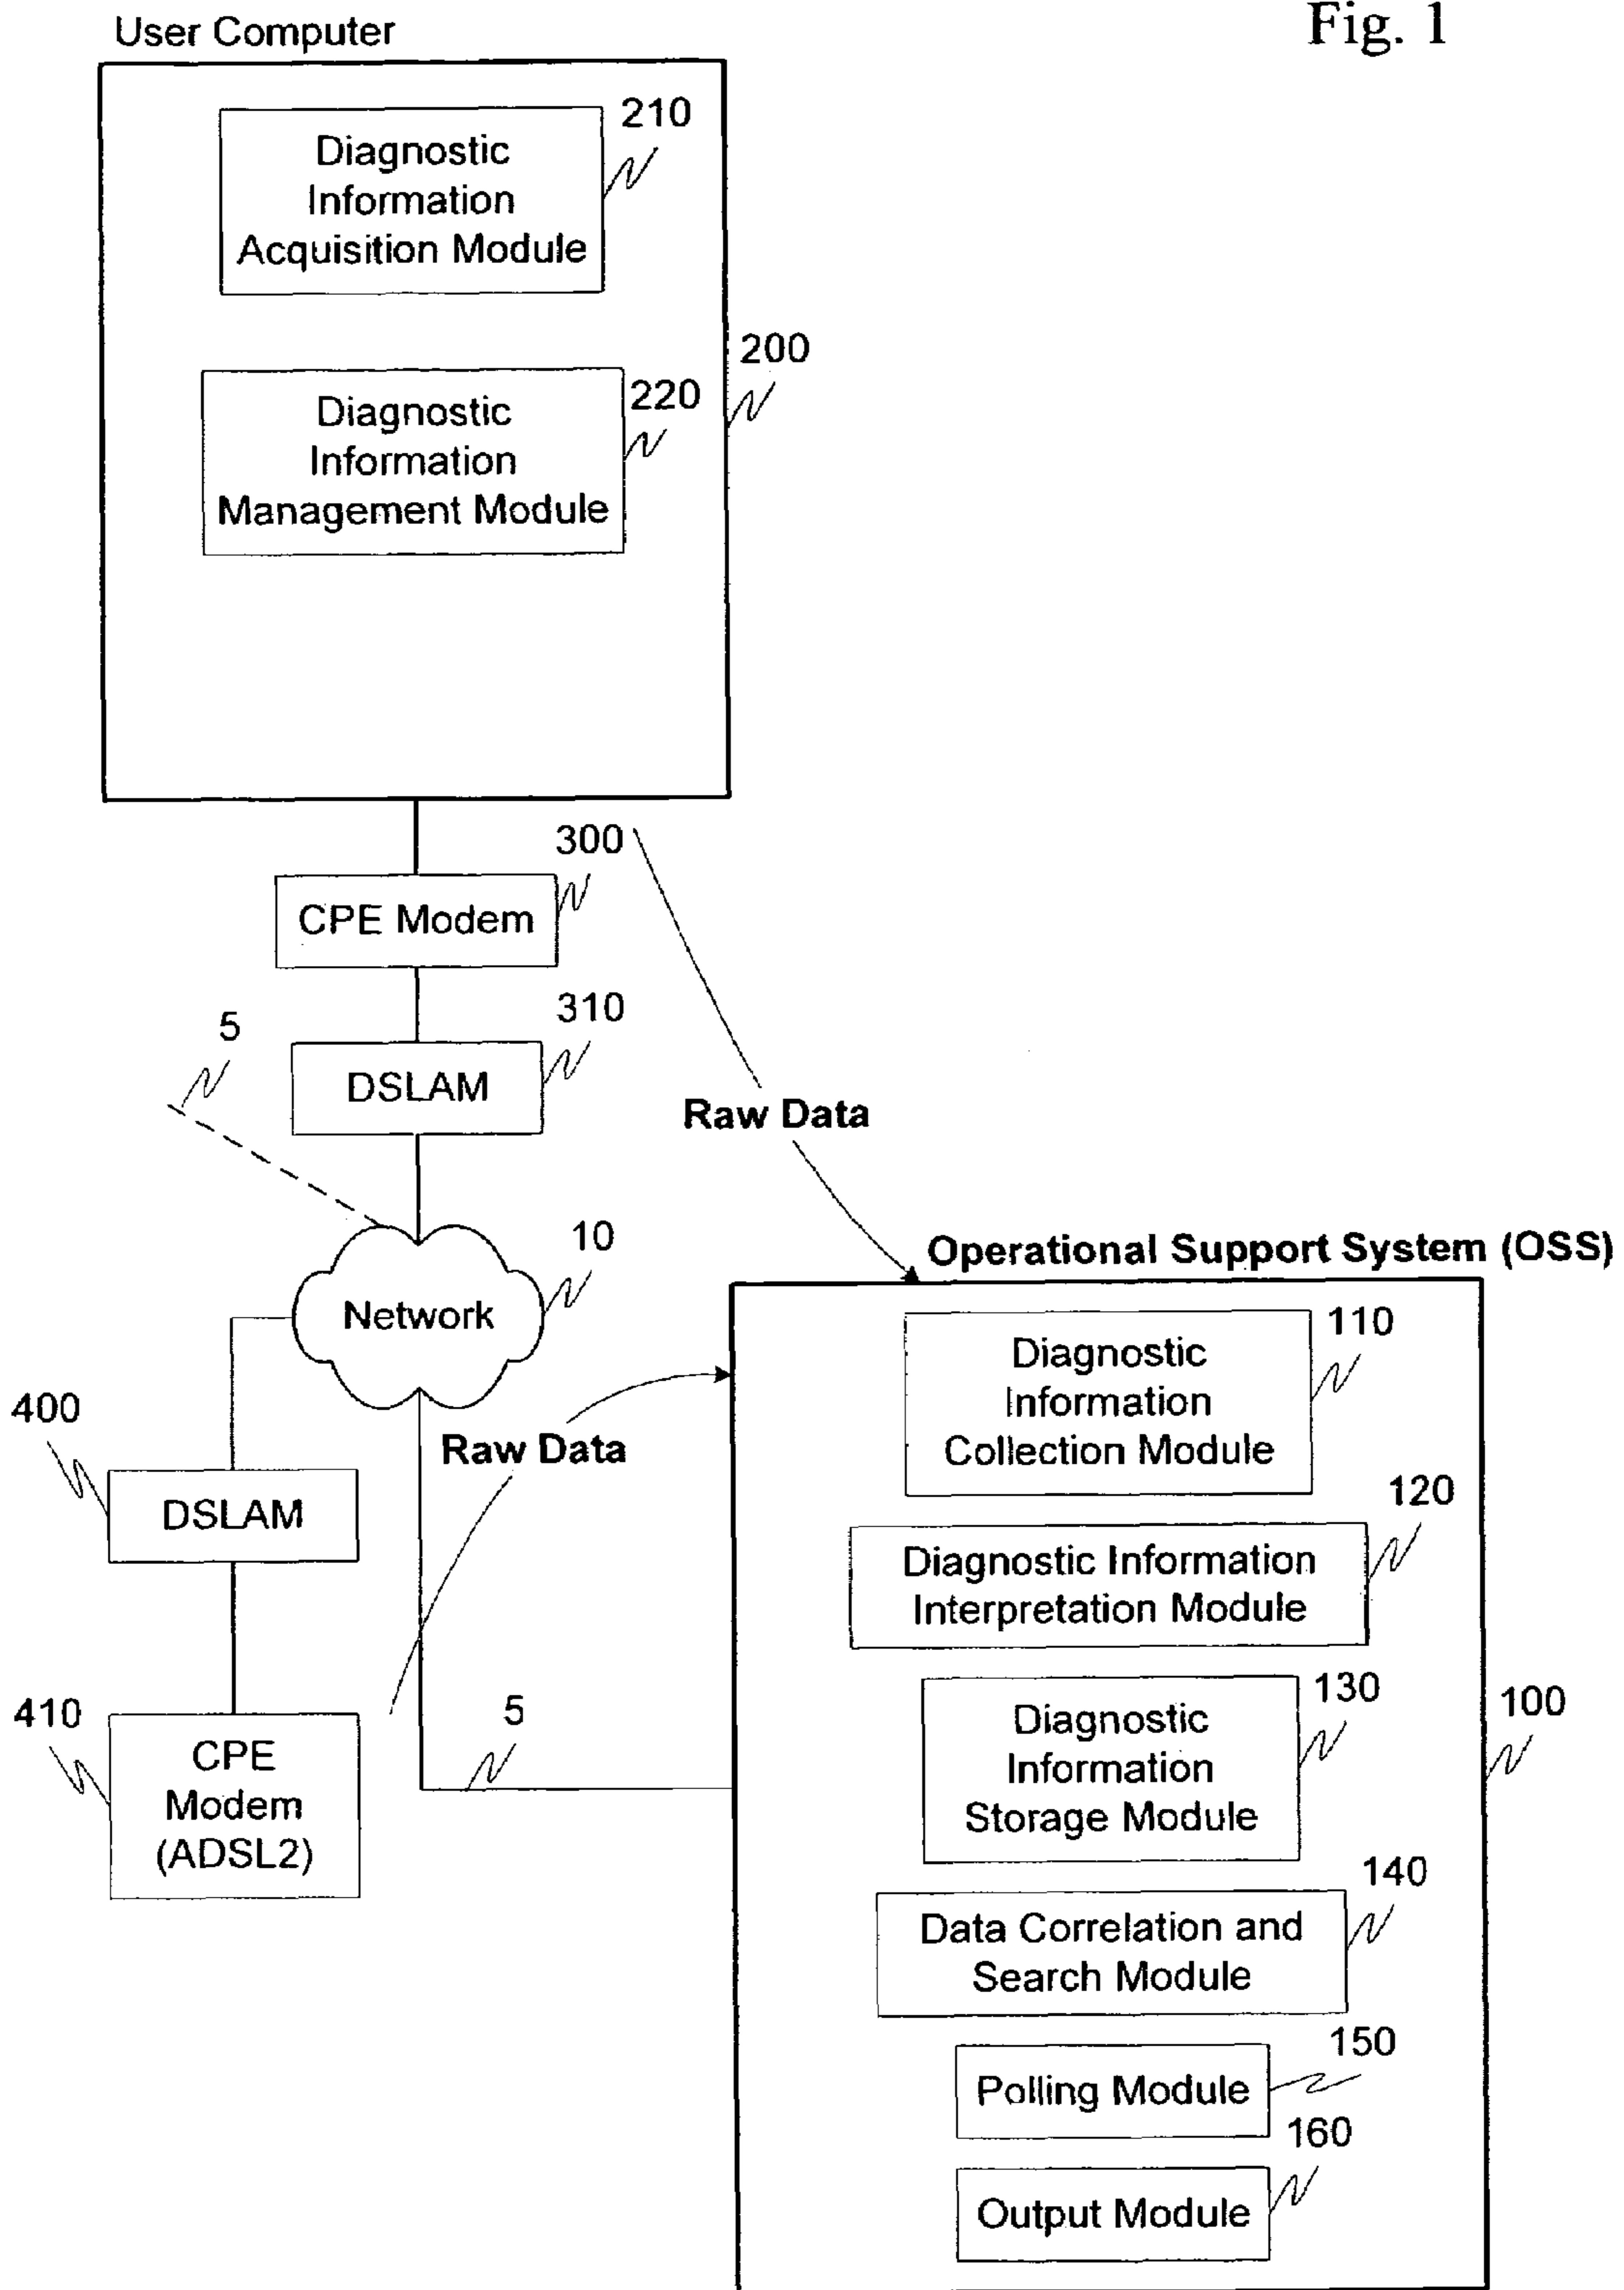 Fig. 1
User Computer
210
Diagnostic
Information
Acquisition Module
200
220
Diagnostic
Information
Management Module
300
CPE Modem
310
5
DSLAM
Raw Data
10
Network
Operational Support System (OSS)
110
Diagnostic
Information
Collection Module
400
Raw Data
DSLAM
120
Diagnostic Information
Interpretation Module
130
100
410
5
CPE
Modem
(ADSL2)
Diagnostic
Information
Storage Module
140
Data Correlation and
Search Module
150
Polling Module
160
Output Module